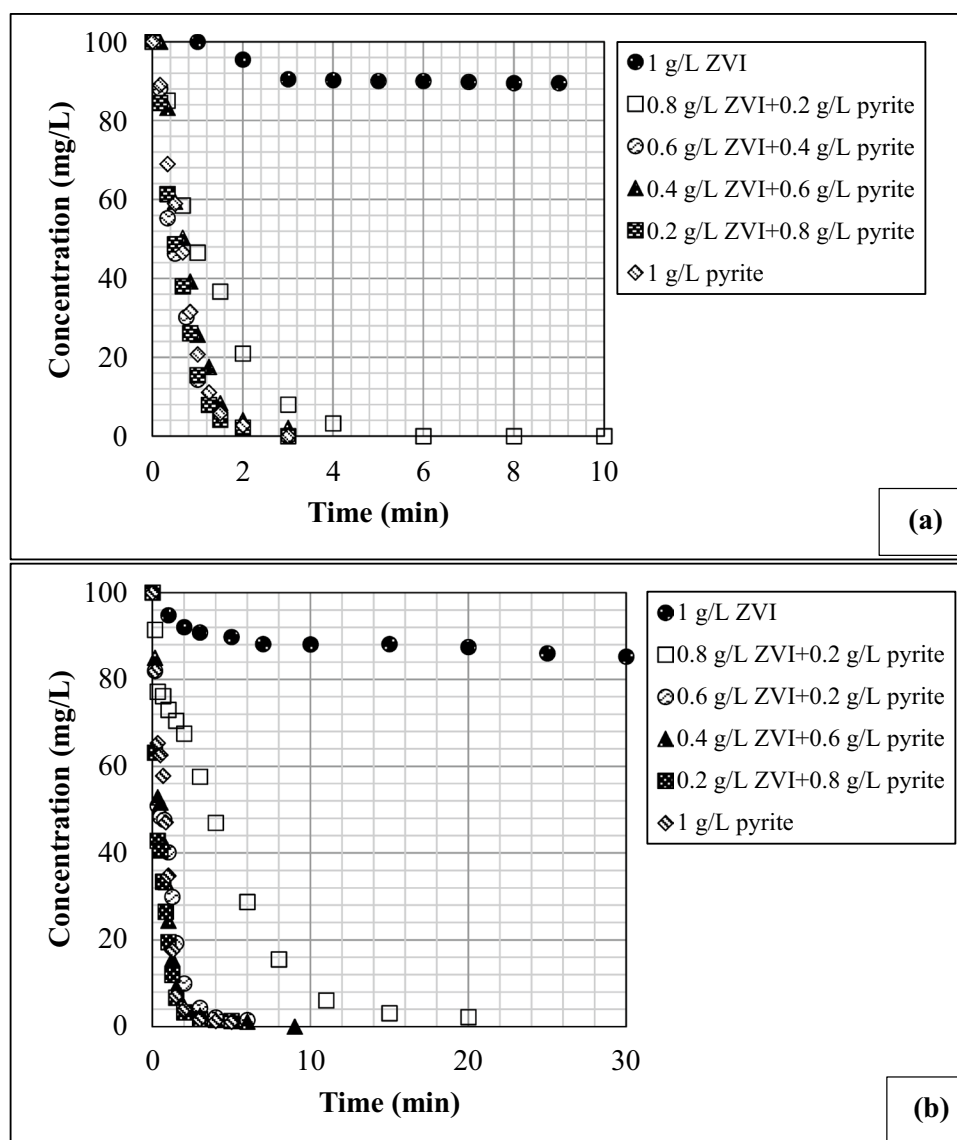 100
80
60
40
20
0
Concentration (mg/L)
0 2 4 6 8 10
Time (min)
1 g/L ZVI
0.8 g/L ZVI+0.2 g/L pyrite
0.6 g/L ZVI+0.4 g/L pyrite
0.4 g/L ZVI+0.6 g/L pyrite
0.2 g/L ZVI+0.8 g/L pyrite
1 g/L pyrite
(a)
100
80
60
40
20
0
Concentration (mg/L)
0 10 20 30
Time (min)
1 g/L ZVI
0.8 g/L ZVI+0.2 g/L pyrite
0.6 g/L ZVI+0.2 g/L pyrite
0.4 g/L ZVI+0.6 g/L pyrite
0.2 g/L ZVI+0.8 g/L pyrite
1 g/L pyrite
(b)